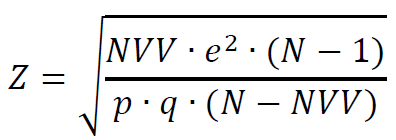 Z = √(NVV · e² · (N − 1) / p · q · (N − NVV))